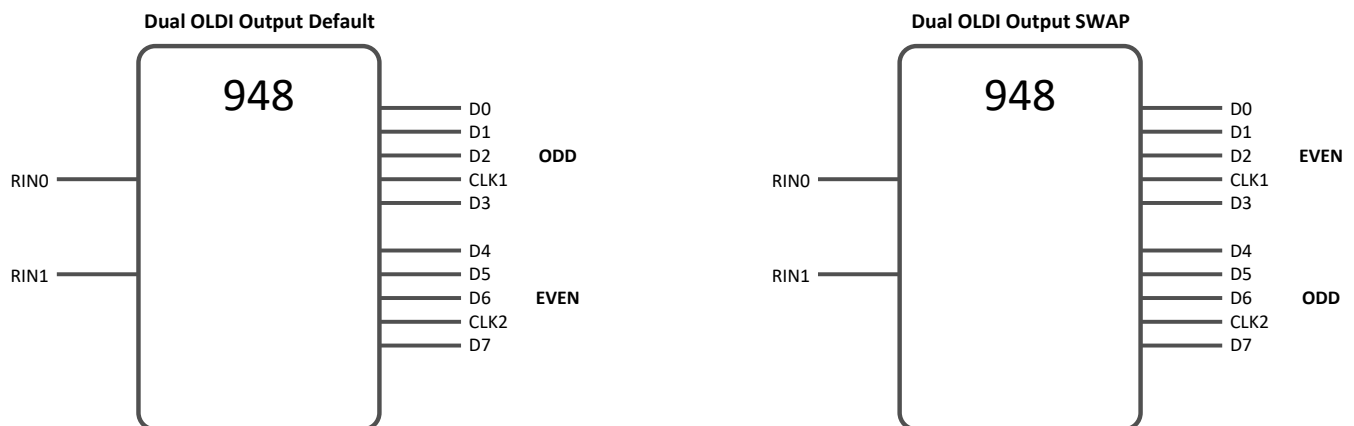 Dual OLDI Output Default
948
D0
D1
D2 ODD
RIN0 CLK1
D3
D4
RIN1 D5
D6 EVEN
CLK2
D7
Dual OLDI Output SWAP
948
D0
D1
D2 EVEN
RIN0 CLK1
D3
D4
RIN1 D5
D6 ODD
CLK2
D7